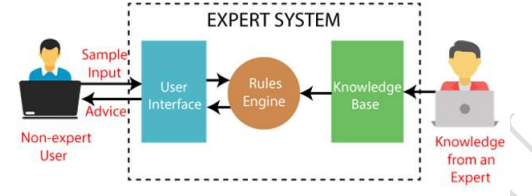 EXPERT SYSTEM
Sample
Input
Advice
Non-expert
User
User
Interface
Rules
Engine
Knowledge
Base
Knowledge
from an
Expert